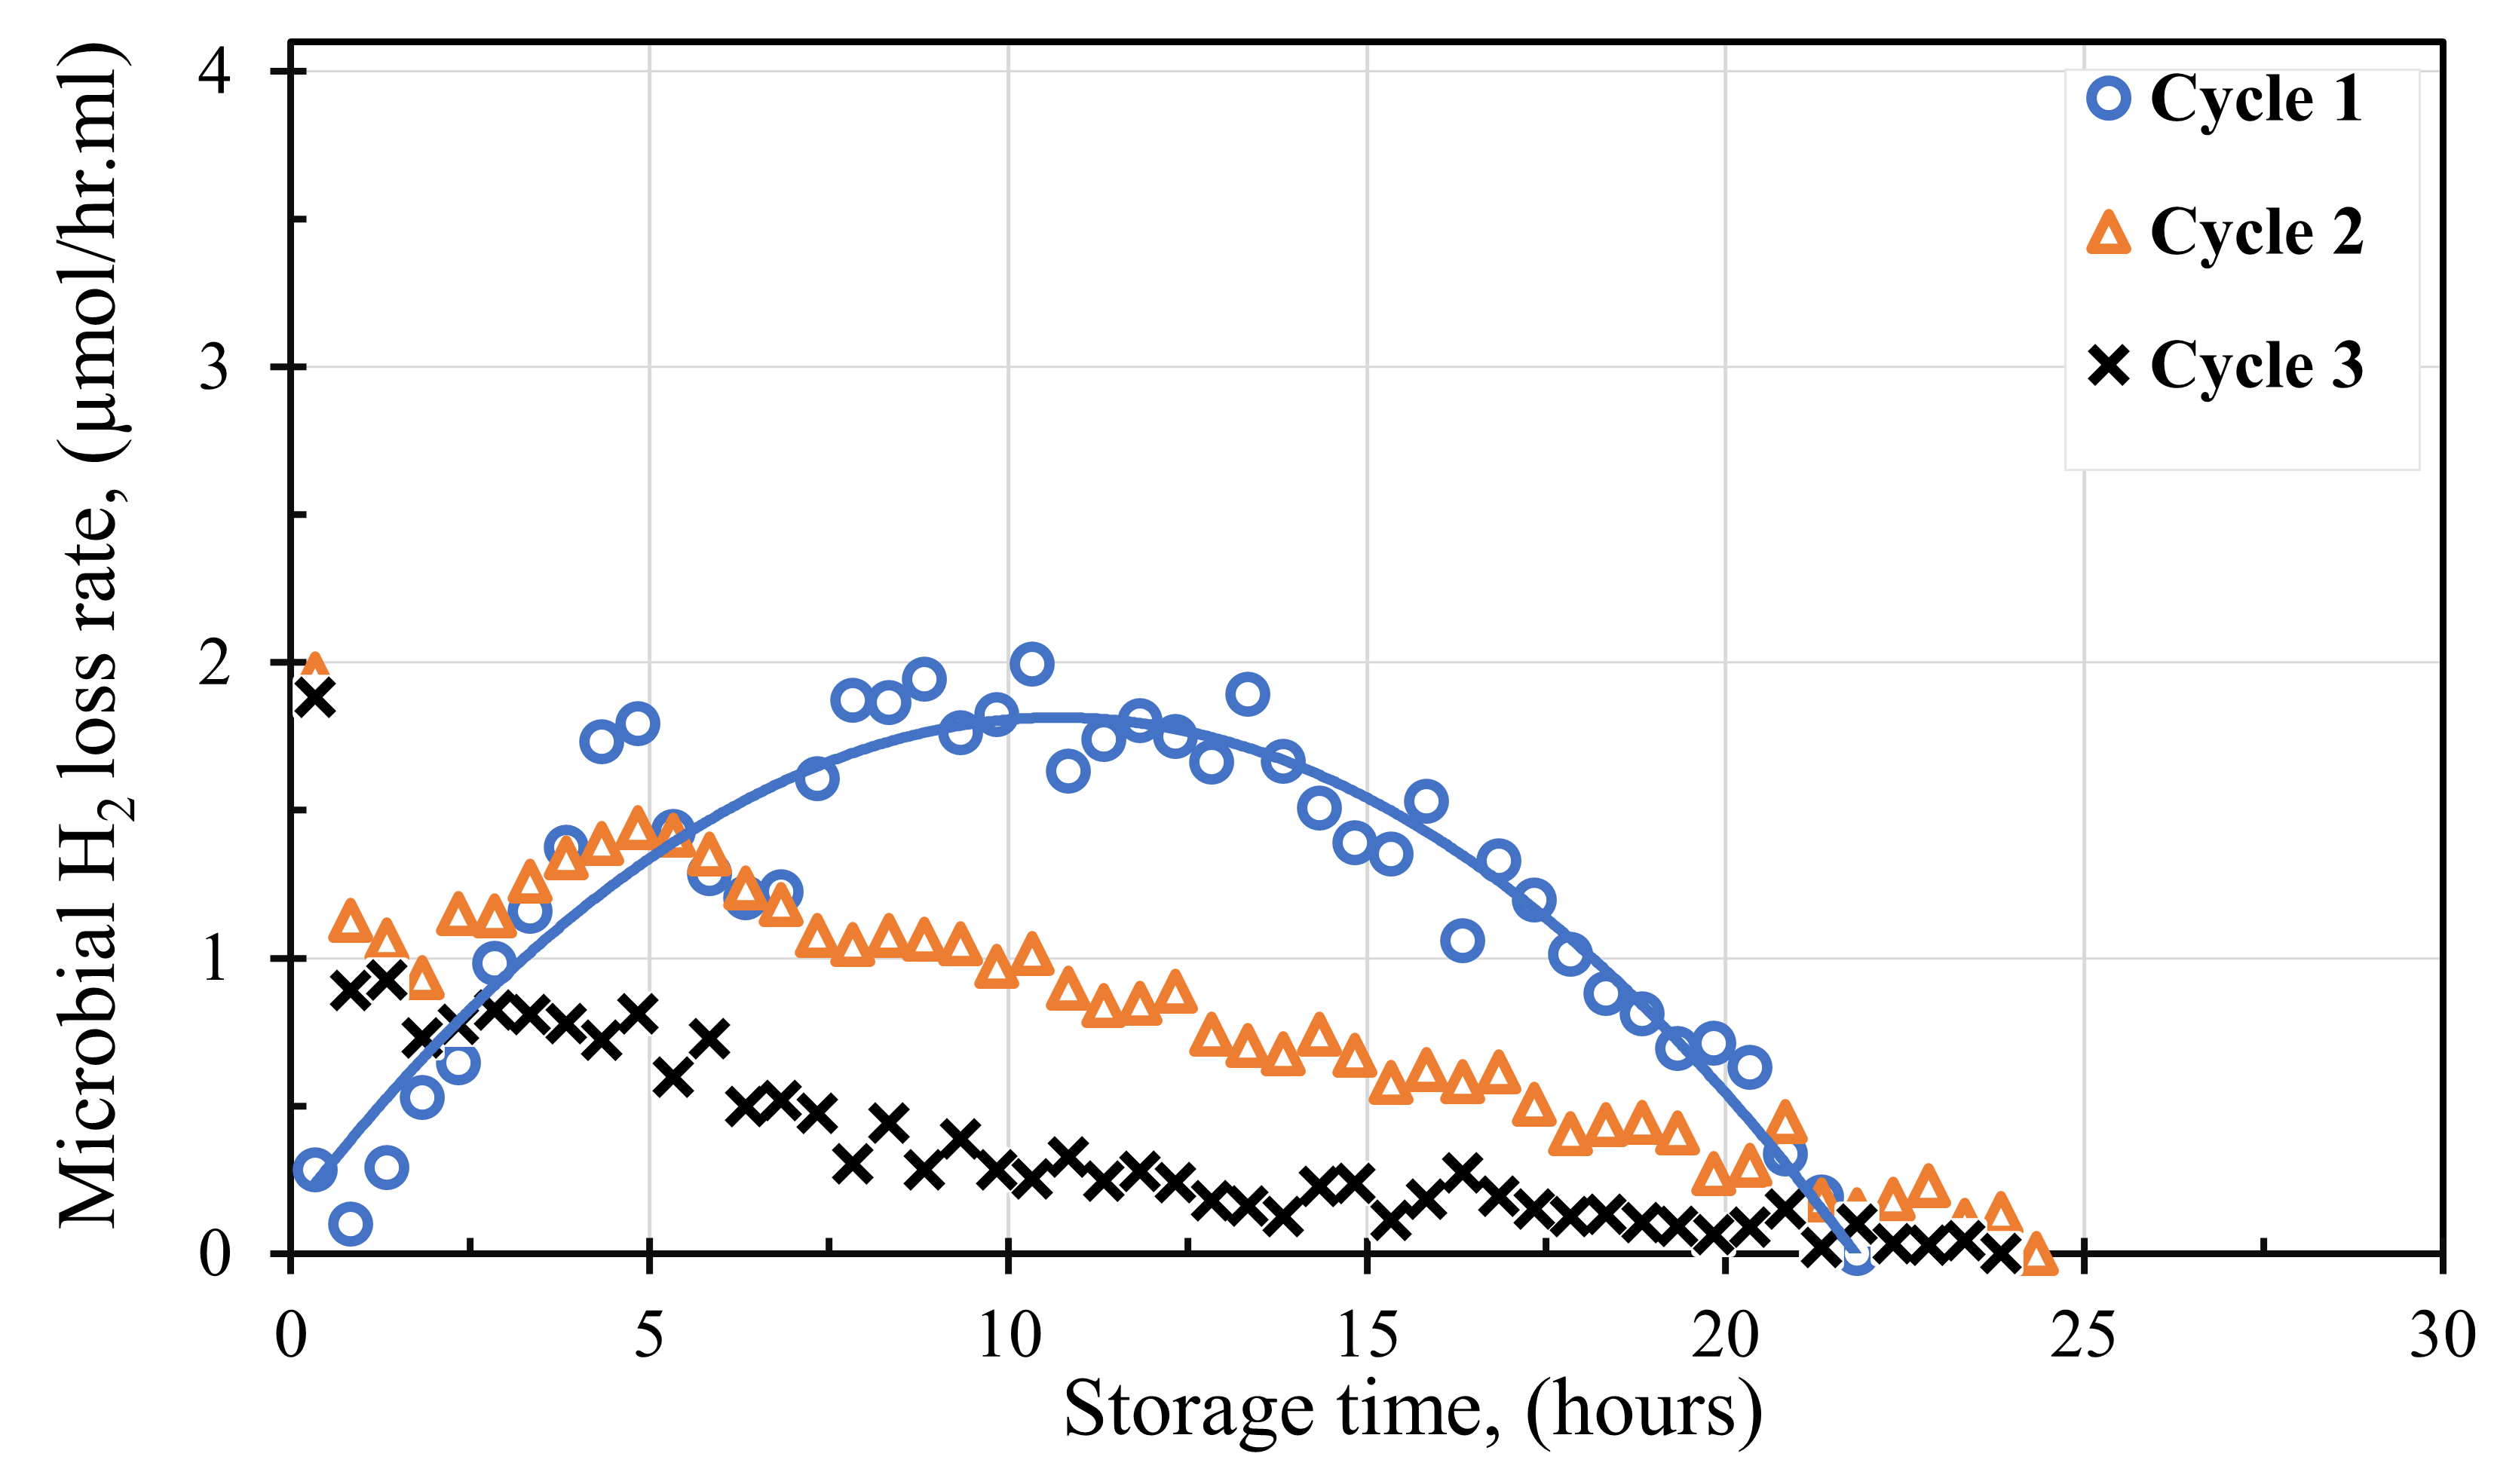 Microbial H₂ loss rate, (µmol/hr.ml)
4
3
2
1
0
0 5 10 15 20 25 30
Storage time, (hours)
Cycle 1
Cycle 2
Cycle 3